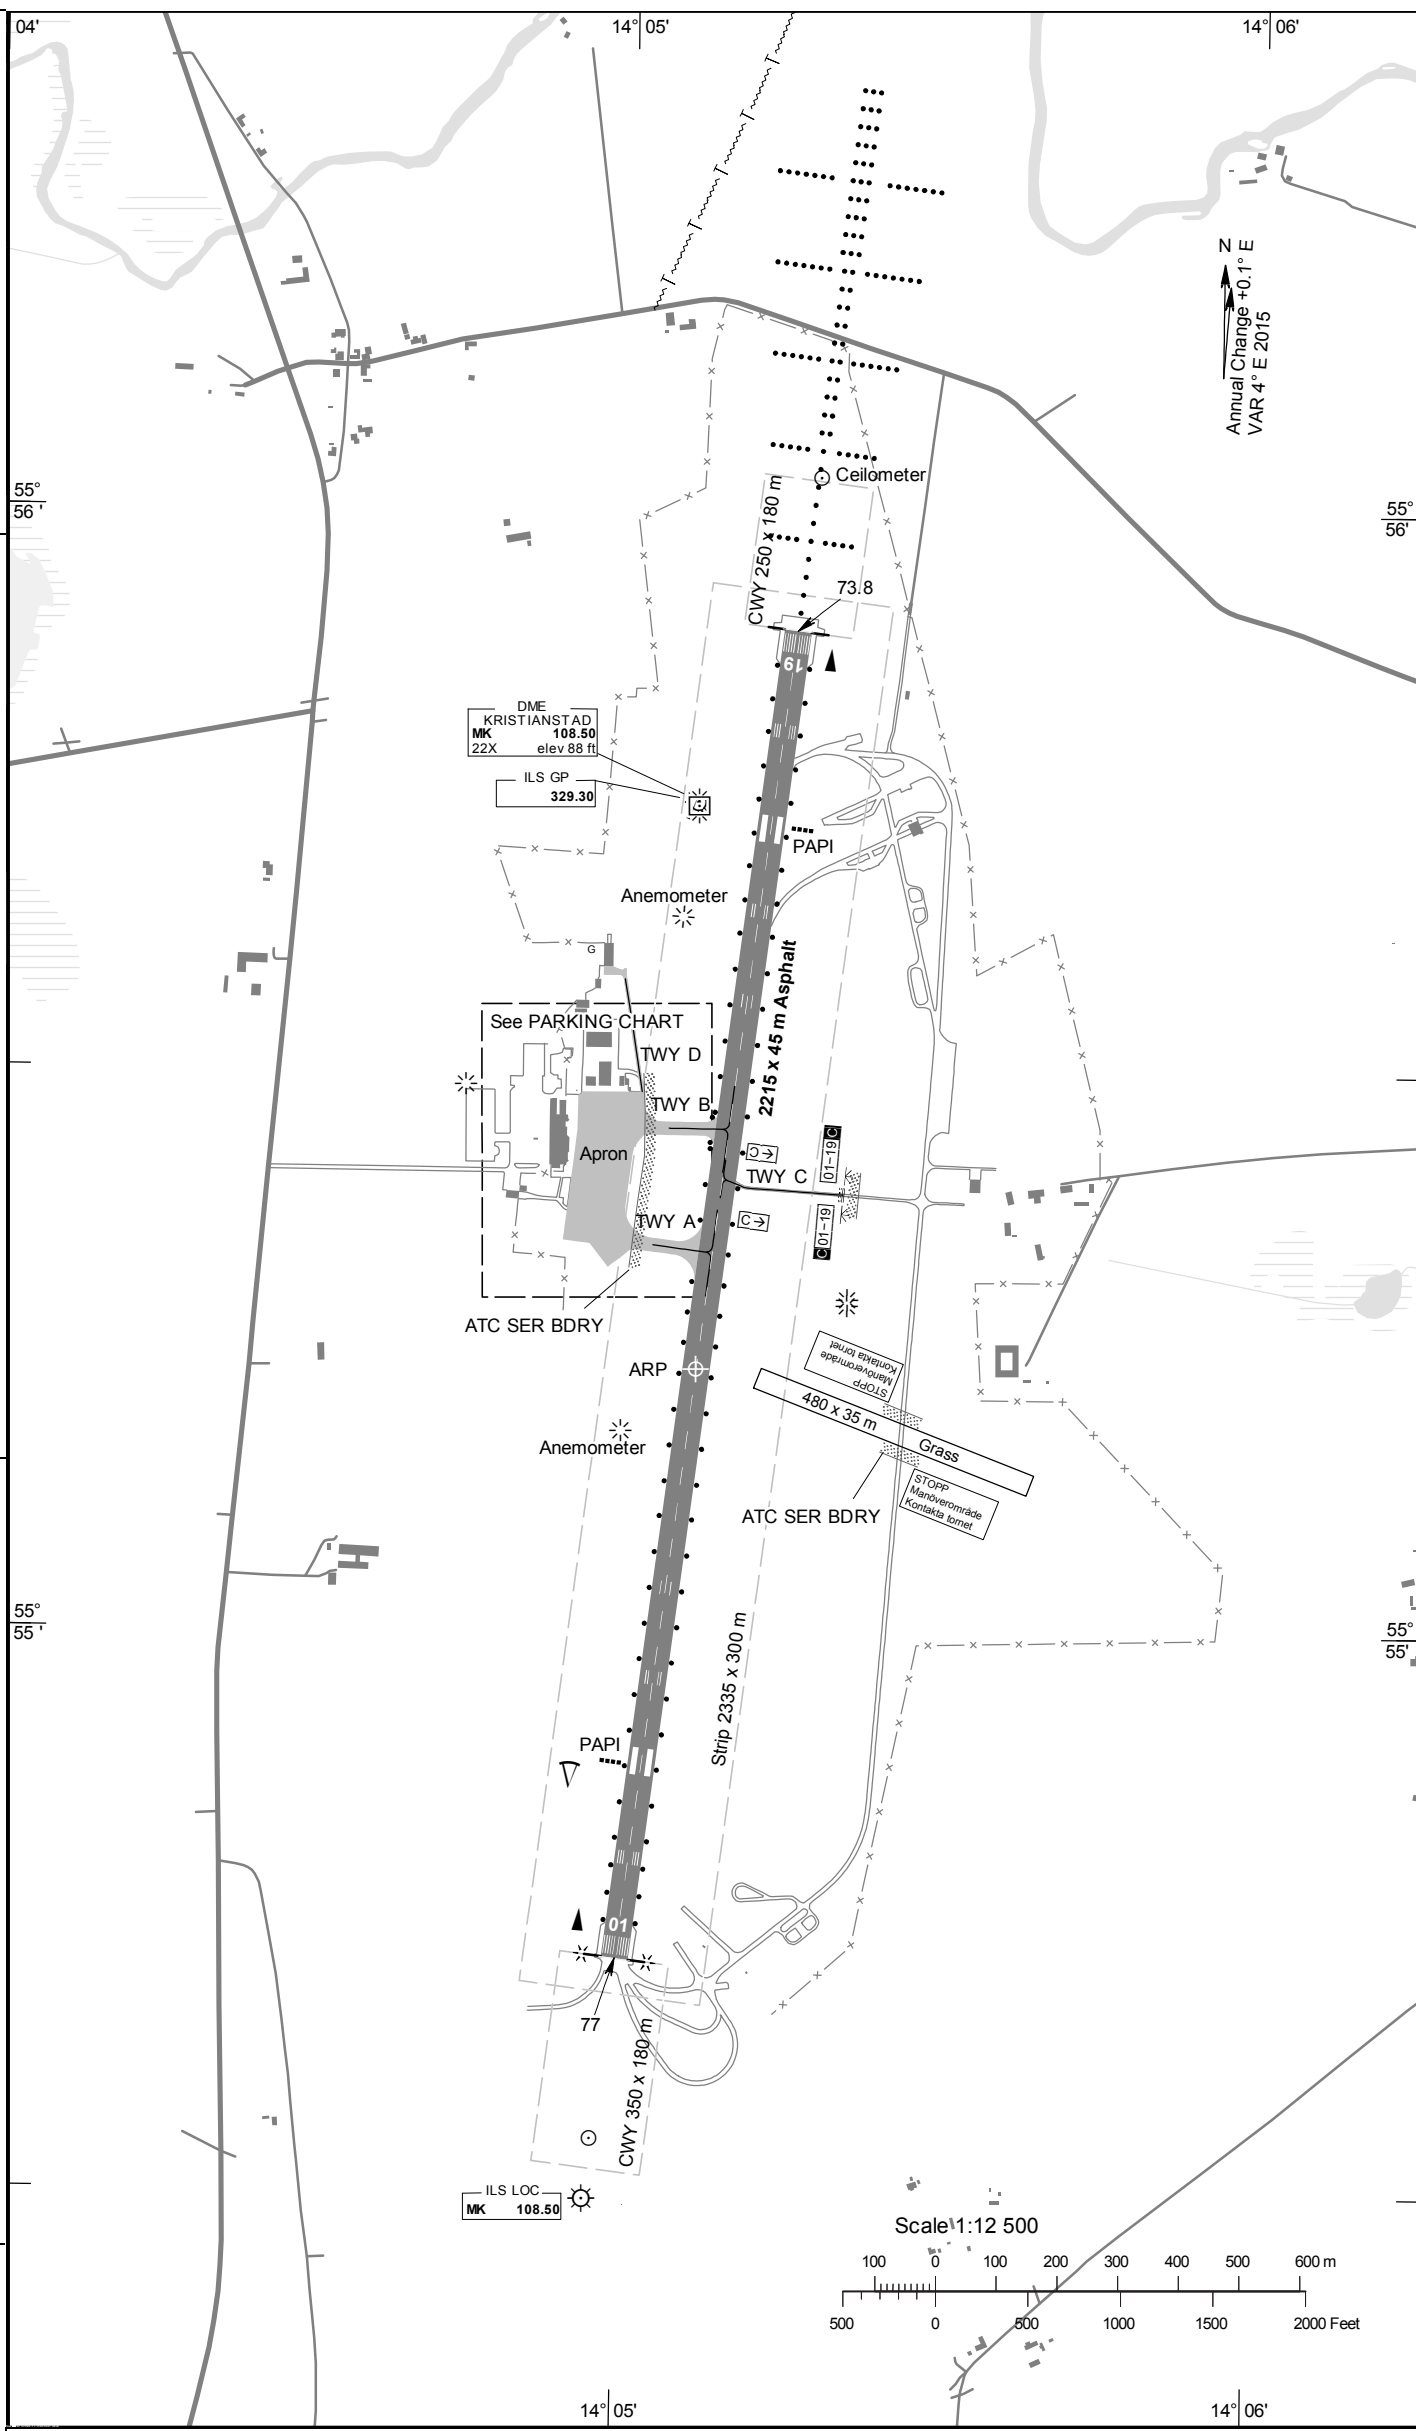 04'
14° 05'
14° 06'
N
Annual Change +0.1° E
VAR 4° E 2015
Ceilometer
55°
56'
55°
56'
CWY 250 x 180 m
73.8
19
DME
KRISTIANSTAD
MK 108.50
22X elev 88 ft
ILS GP
329.30
PAPI
Anemometer
G
2215 x 45 m Asphalt
See PARKING CHART
TWY D
TWY B
Apron
C→
TWY C
01–19 C
TWY A
C→
C 01–19
ATC SER BDRY
STOPP
Manöverområde
Kontakta tornet
ARP
480 x 35 m Grass
Anemometer
STOPP
Manöverområde
Kontakta tornet
ATC SER BDRY
55°
55'
55°
55'
Strip 2335 x 300 m
PAPI
01
77
CWY 350 x 180 m
ILS LOC
MK 108.50
Scale 1:12 500
100 0 100 200 300 400 500 600 m
500 0 500 1000 1500 2000 Feet
14° 05'
14° 06'